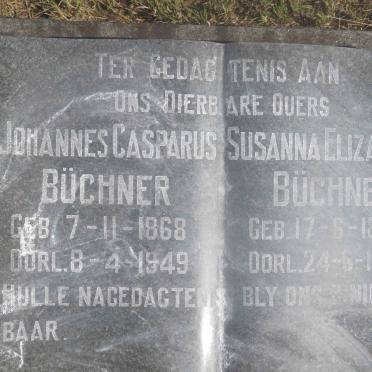 TER GEDAGTENIS AAN
ONS DIERBARE OUERS
JOHANNES CASPARUS SUSANNA ELIZA
BÜCHNER BÜCHNE
GEB. 7-11-1868 GEB. 17-6-18
OORL. 8-4-1949 OORL. 24-6-1
HULLE NAGEDAGTENIS BLY ONS
BAAR.